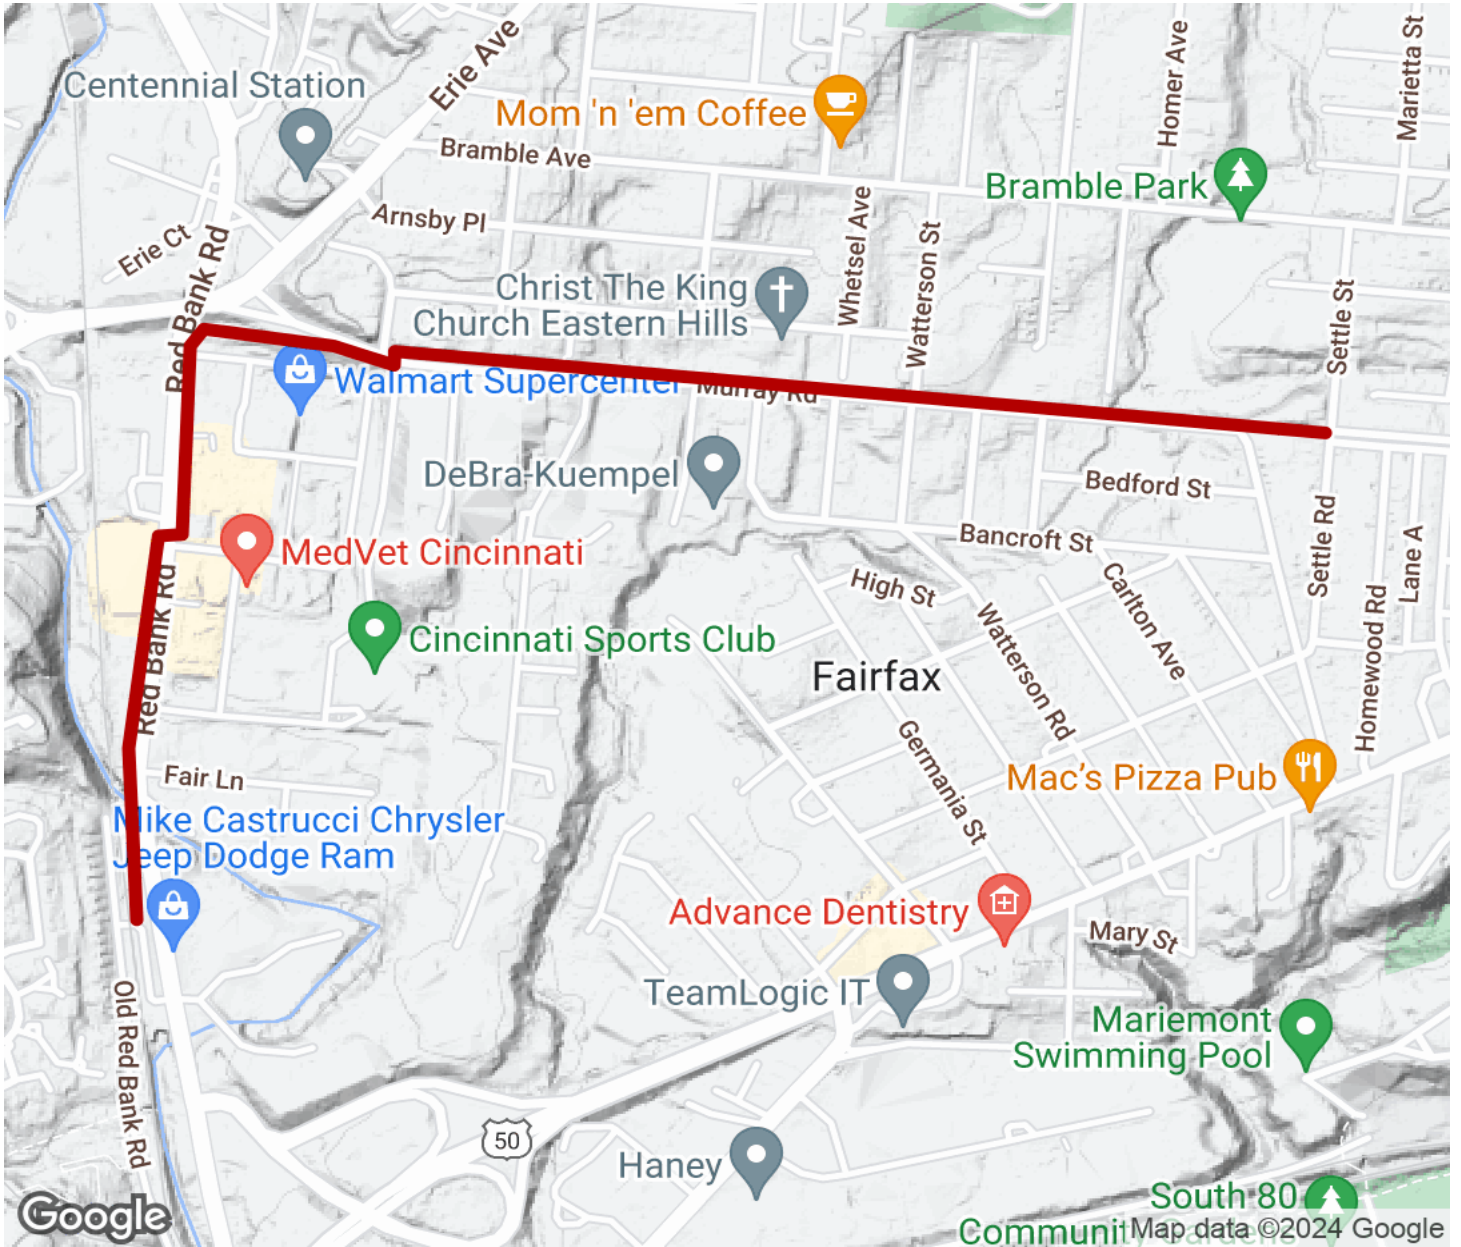 Erie Ave
Marietta St
Homer Ave
Centennial Station
Mom 'n 'em Coffee
Bramble Ave
Bramble Park
Arnsby Pl
Erie Ct
Red Bank Rd
Whetsel Ave
Watterson St
Christ The King
Church Eastern Hills
Settle St
Walmart Supercenter
Murray Rd
DeBra-Kuempel
Bedford St
Bancroft St
Settle Rd
Lane A
MedVet Cincinnati
High St
Carlton Ave
Homewood Rd
Red Bank Rd
Cincinnati Sports Club
Watterson Rd
Fairfax
Germania St
Fair Ln
Mac's Pizza Pub
Mike Castrucci Chrysler
Jeep Dodge Ram
Advance Dentistry
Mary St
TeamLogic IT
Old Red Bank Rd
Mariemont
Swimming Pool
50
Haney
South 80
Google
Map data ©2024 Google